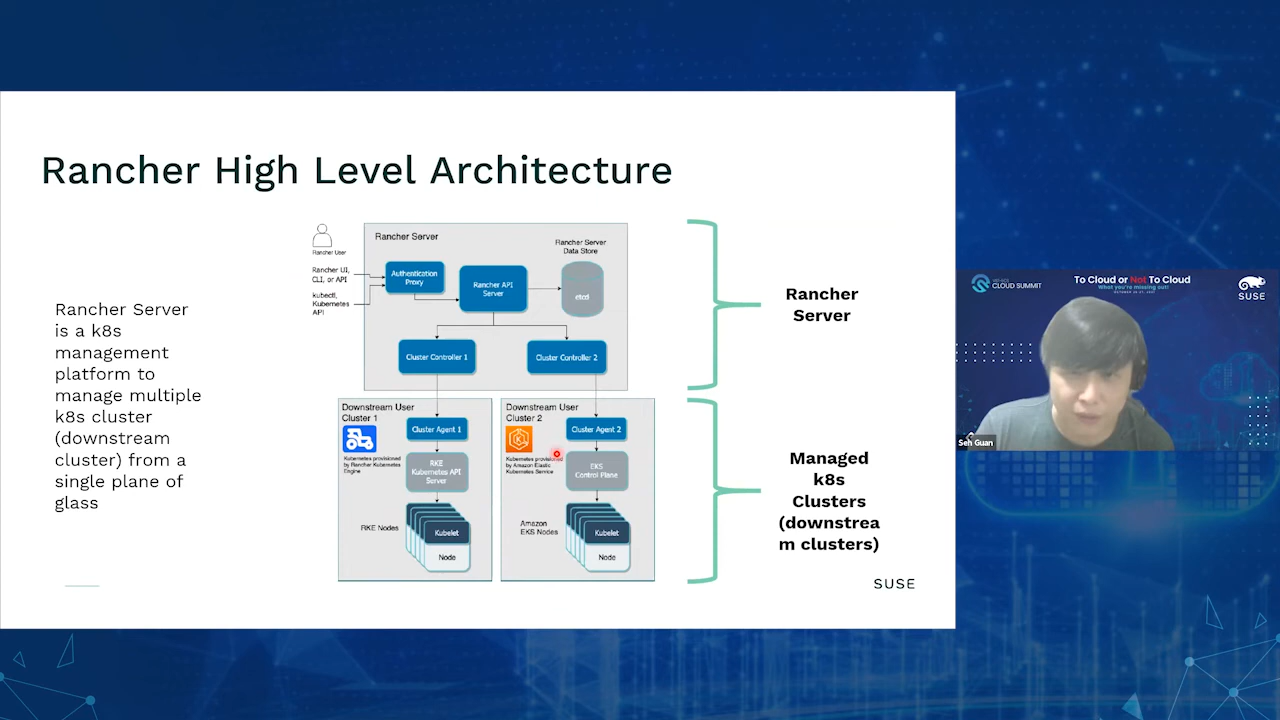 Rancher High Level Architecture
Rancher Server
is a k8s
management
platform to
manage multiple
k8s cluster
(downstream
cluster) from a
single plane of
glass
Rancher User
Rancher UI,
CLI, or API
kubectl,
Kubernetes
API
Rancher Server
Authentication
Proxy
Rancher API
Server
Rancher Server
Data Store
etcd
Cluster Controller 1
Cluster Controller 2
Downstream User
Cluster 1
Cluster Agent 1
Kubernetes provisioned
by Rancher Kubernetes
Engine
RKE
Kubernetes API
Server
RKE Nodes
Kubelet
Node
Downstream User
Cluster 2
Cluster Agent 2
Kubernetes provisioned
by Amazon Elastic
Kubernetes Service
EKS
Control Plane
Amazon
EKS Nodes
Kubelet
Node
Rancher
Server
Managed
k8s
Clusters
(downstrea
m clusters)
SUSE
CLOUD SUMMIT
To Cloud or Not To Cloud
What you're missing out!
SUSE
Seh Guan